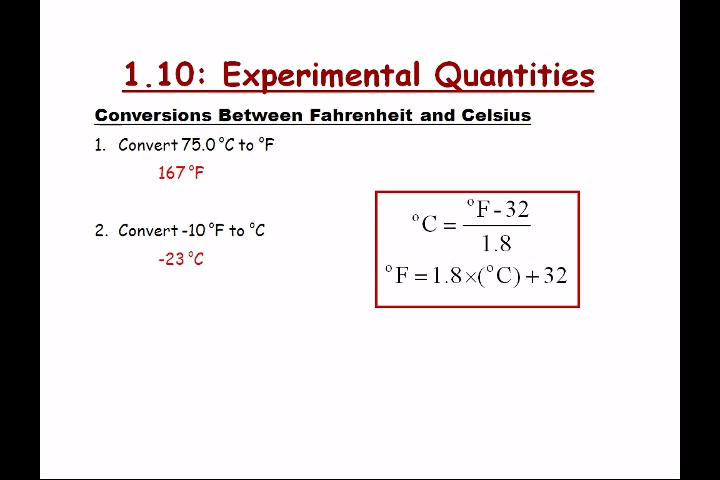 1.10: Experimental Quantities
Conversions Between Fahrenheit and Celsius
1. Convert 75.0 °C to °F
167 °F
2. Convert -10 °F to °C
-23 °C
°C = °F - 32 / 1.8
°F = 1.8×(°C) + 32